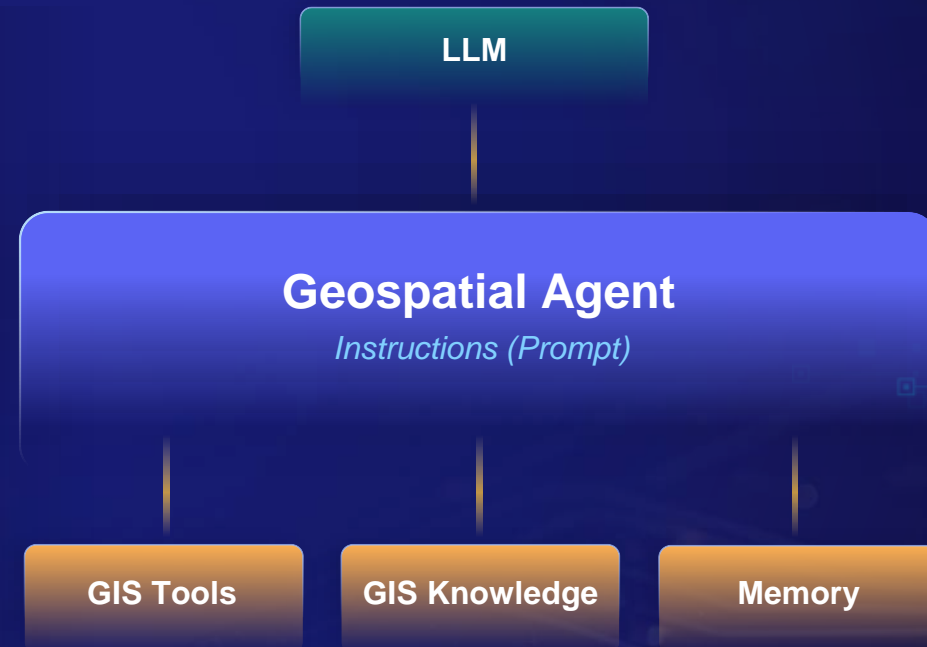 LLM
Geospatial Agent
Instructions (Prompt)
GIS Tools
GIS Knowledge
Memory